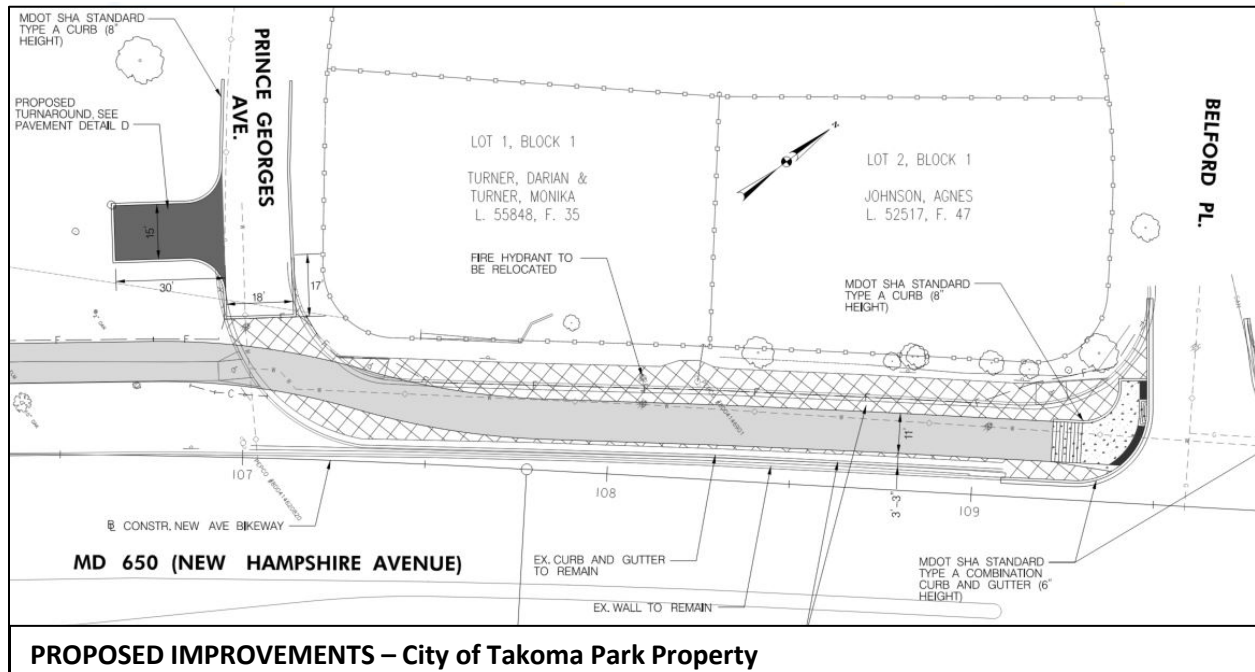 MDOT SHA STANDARD
TYPE A CURB (8"
HEIGHT)
PRINCE GEORGES
AVE.
PROPOSED
TURNAROUND, SEE
PAVEMENT DETAIL D
15'
30'
18'
17'
LOT 1, BLOCK 1
TURNER, DARIAN &
TURNER, MONIKA
L. 55848, F. 35
FIRE HYDRANT TO
BE RELOCATED
N
LOT 2, BLOCK 1
JOHNSON, AGNES
L. 52517, F. 47
BELFORD PL.
MDOT SHA STANDARD
TYPE A CURB (8"
HEIGHT)
11'
3'-3"
107
108
109
℄ CONSTR. NEW AVE BIKEWAY
MD 650 (NEW HAMPSHIRE AVENUE)
EX. CURB AND GUTTER
TO REMAIN
EX. WALL TO REMAIN
MDOT SHA STANDARD
TYPE A COMBINATION
CURB AND GUTTER (6"
HEIGHT)
PROPOSED IMPROVEMENTS – City of Takoma Park Property